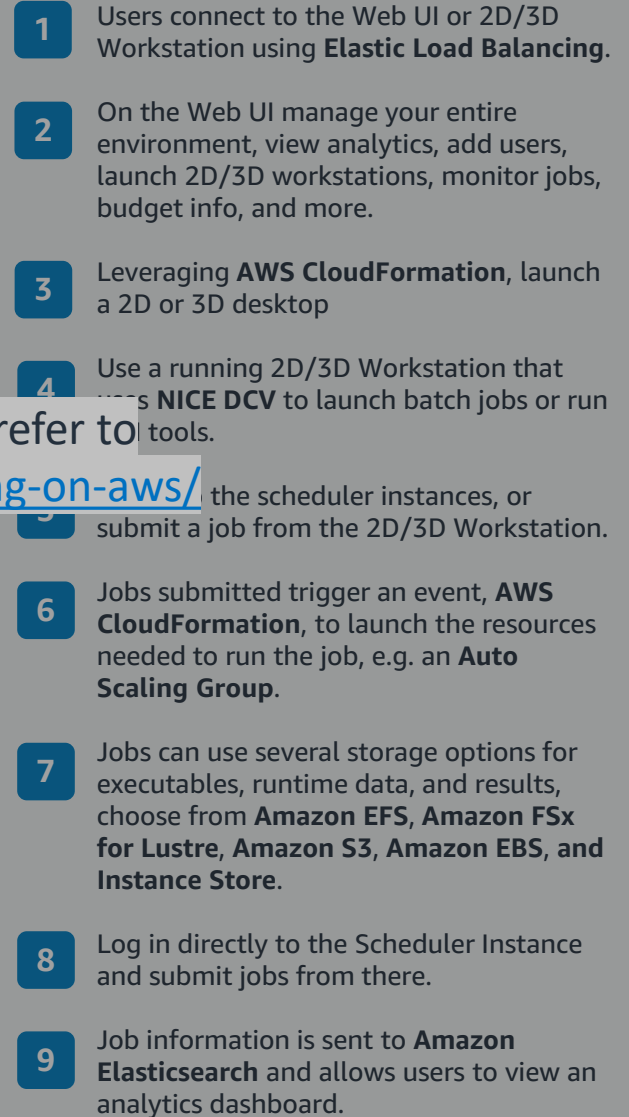 1
Users connect to the Web UI or 2D/3D
Workstation using Elastic Load Balancing.
2
On the Web UI manage your entire
environment, view analytics, add users,
launch 2D/3D workstations, monitor jobs,
budget info, and more.
3
Leveraging AWS CloudFormation, launch
a 2D or 3D desktop
4
Use a running 2D/3D Workstation that
NICE DCV to launch batch jobs or run
refer to
tools.
g-on-aws/
the scheduler instances, or
submit a job from the 2D/3D Workstation.
6
Jobs submitted trigger an event, AWS
CloudFormation, to launch the resources
needed to run the job, e.g. an Auto
Scaling Group.
7
Jobs can use several storage options for
executables, runtime data, and results,
choose from Amazon EFS, Amazon FSx
for Lustre, Amazon S3, Amazon EBS, and
Instance Store.
8
Log in directly to the Scheduler Instance
and submit jobs from there.
9
Job information is sent to Amazon
Elasticsearch and allows users to view an
analytics dashboard.